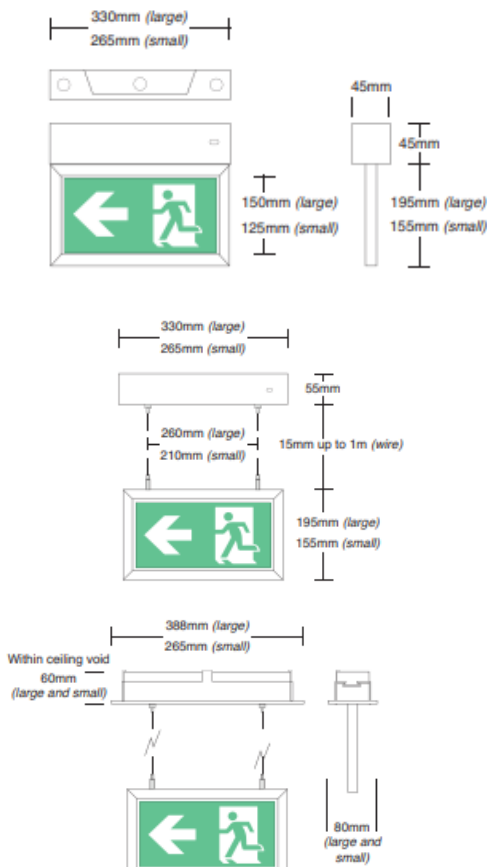 330mm (large)
265mm (small)
45mm
45mm
150mm (large)
125mm (small)
195mm (large)
155mm (small)
330mm (large)
265mm (small)
55mm
260mm (large)
210mm (small)
15mm up to 1m (wire)
195mm (large)
155mm (small)
388mm (large)
265mm (small)
Within ceiling void
60mm
(large and small)
80mm
(large and
small)